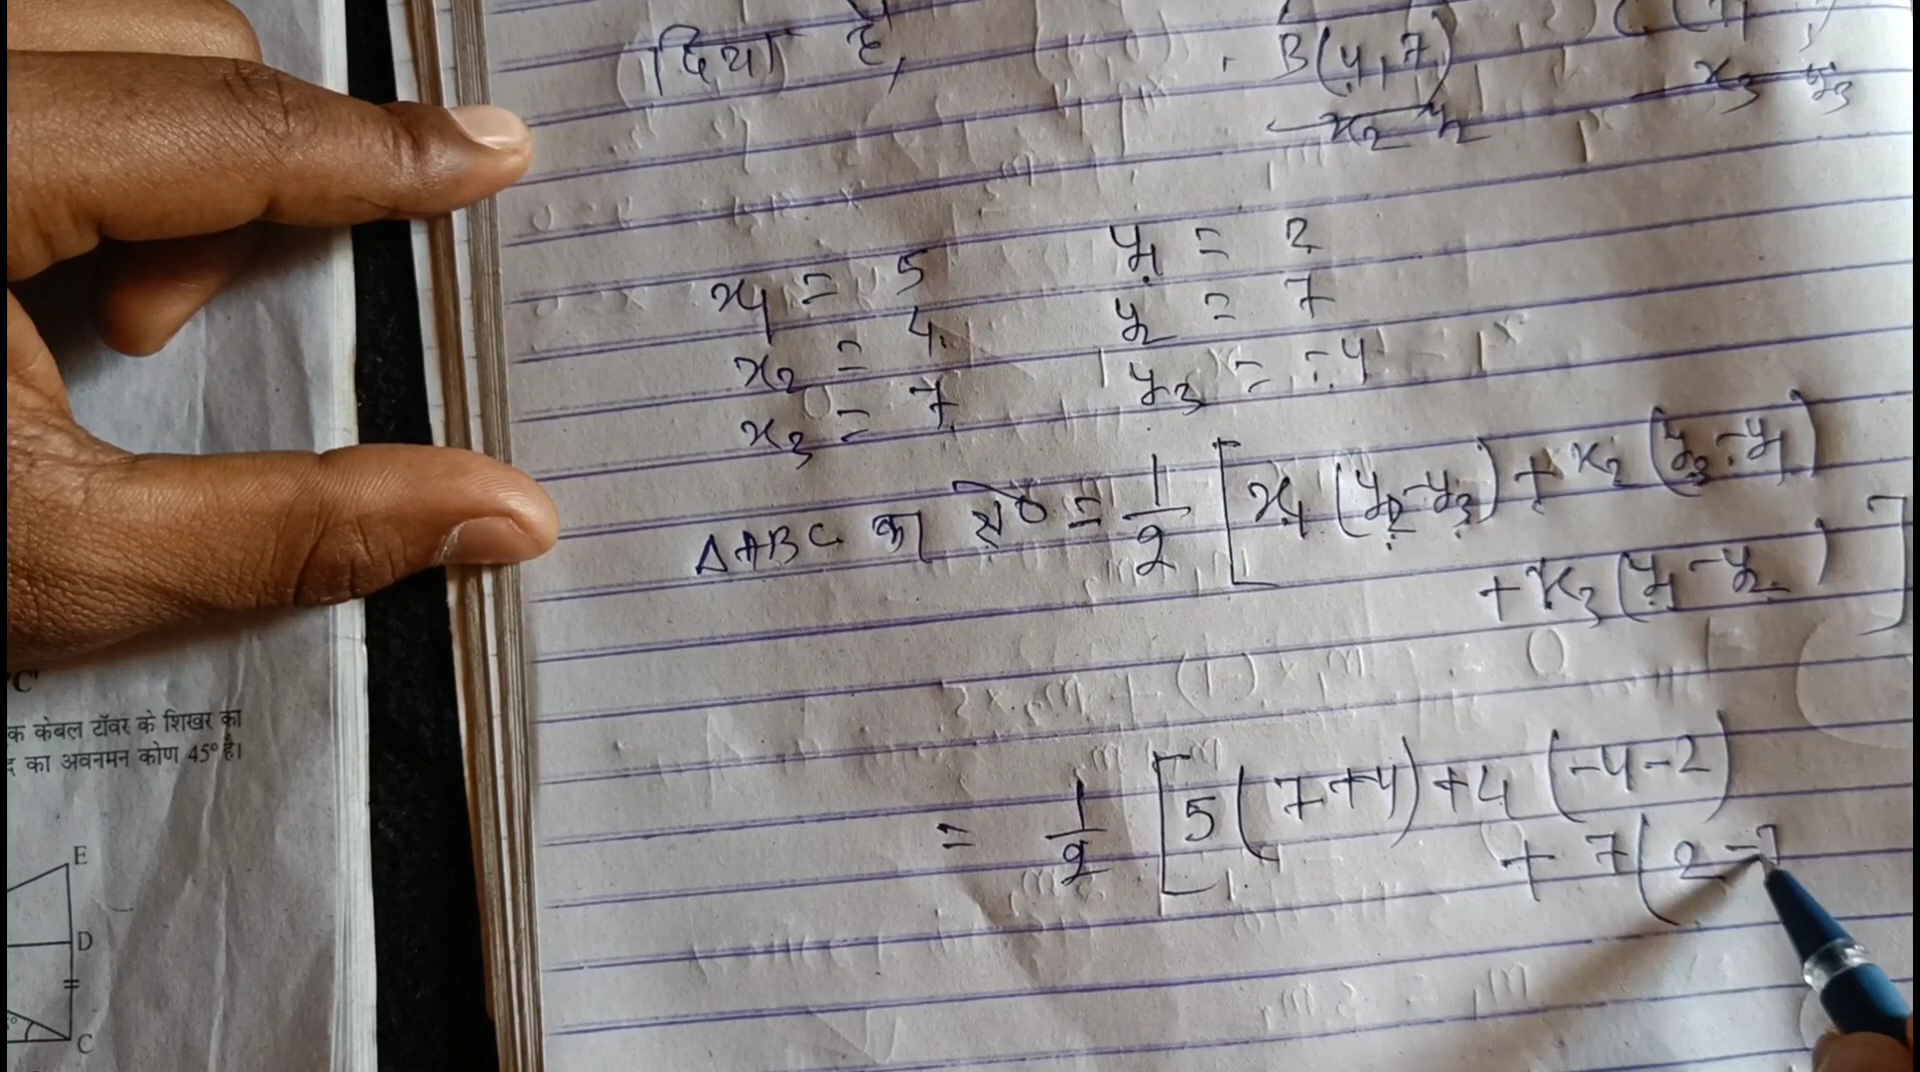 दिया है, B(4,7) C(7,
x₂ y₂ x₃ y₃
x₁ = 5 y₁ = 2
x₂ = 4 y₂ = 7
x₃ = 7 y₃ = -4
ΔABC का क्षे० = 1/2 [x₁(y₂-y₃)+x₂(y₃-y₁)
+x₃(y₁-y₂)]
= 1/2 [5(7+4)+4(-4-2)
+7(2-7
C'
क केबल टॉवर के शिखर का
का अवनमन कोण 45° है।
E
D
C